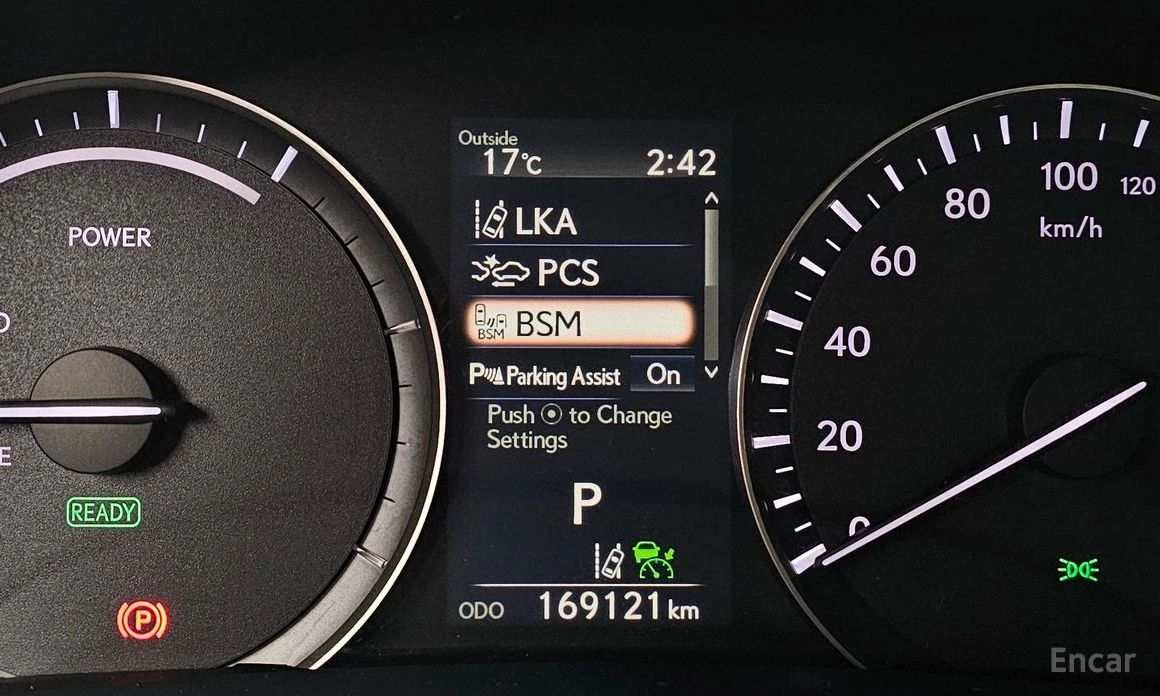 Outside
17°C 2:42
LKA
PCS
BSM BSM
Parking Assist On
Push to Change
Settings
P
ODO 169121 km
POWER
READY
P
120
100
km/h
80
60
40
20
0
Encar